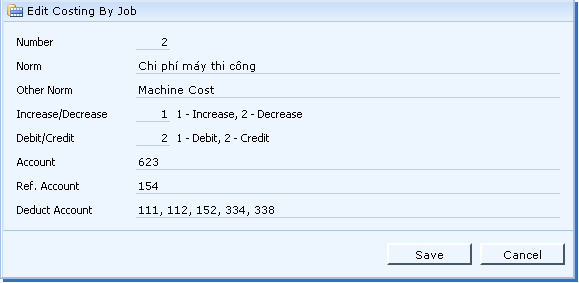 Edit Costing By Job
Number 2
Norm Chi phí máy thi công
Other Norm Machine Cost
Increase/Decrease 1 1 - Increase, 2 - Decrease
Debit/Credit 2 1 - Debit, 2 - Credit
Account 623
Ref. Account 154
Deduct Account 111, 112, 152, 334, 338
Save Cancel